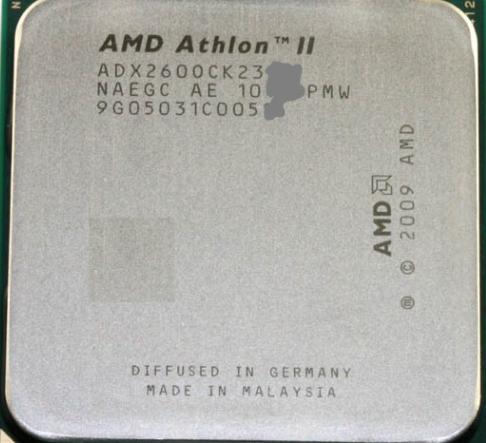 AMD Athlon™ II
ADX2600CK23
NAEGC AE 10 PMW
9G05031C005
AMD
® © 2009 AMD
DIFFUSED IN GERMANY
MADE IN MALAYSIA